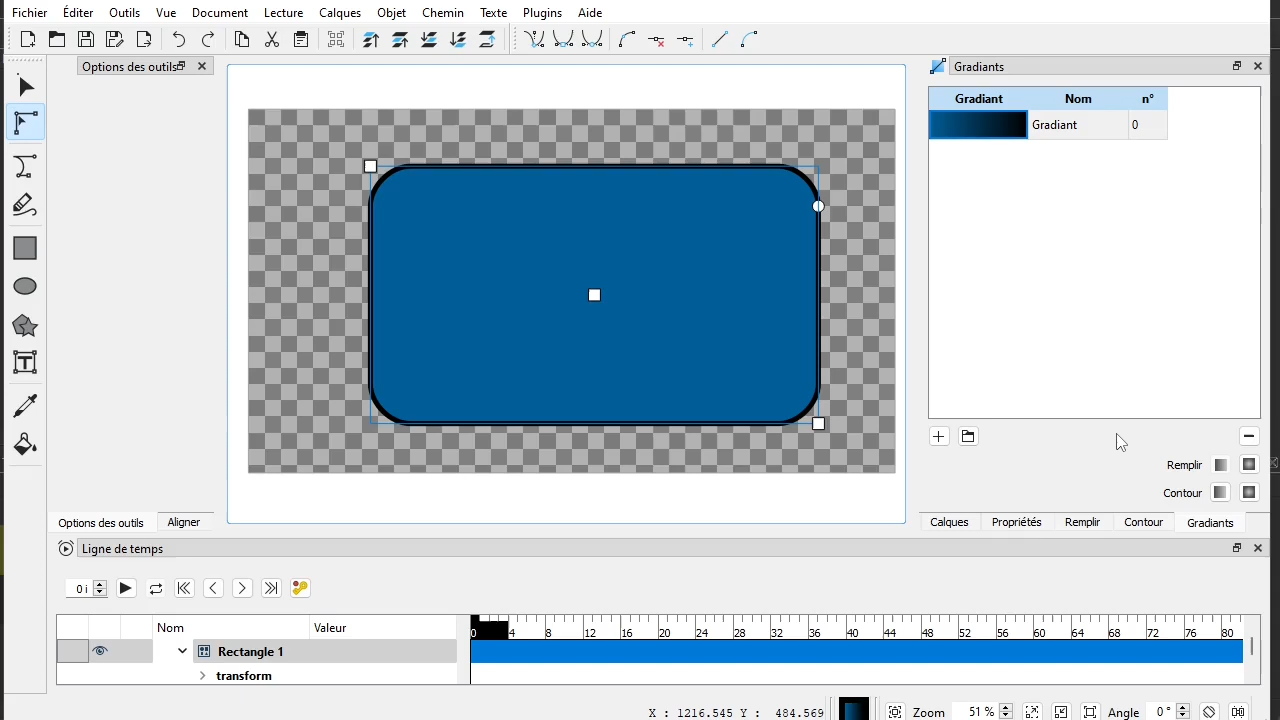 Fichier Éditer Outils Vue Document Lecture Calques Objet Chemin Texte Plugins Aide
Options des outils
Gradiants
Gradiant Nom n°
Gradiant 0
Remplir
Contour
Options des outils Aligner
Calques Propriétés Remplir Contour Gradiants
Ligne de temps
0 i
Nom Valeur
0 4 8 12 16 20 24 28 32 36 40 44 48 52 56 60 64 68 72 76 80
Rectangle 1
transform
X : 1216.545 Y : 484.569 Zoom 51 % Angle 0 °